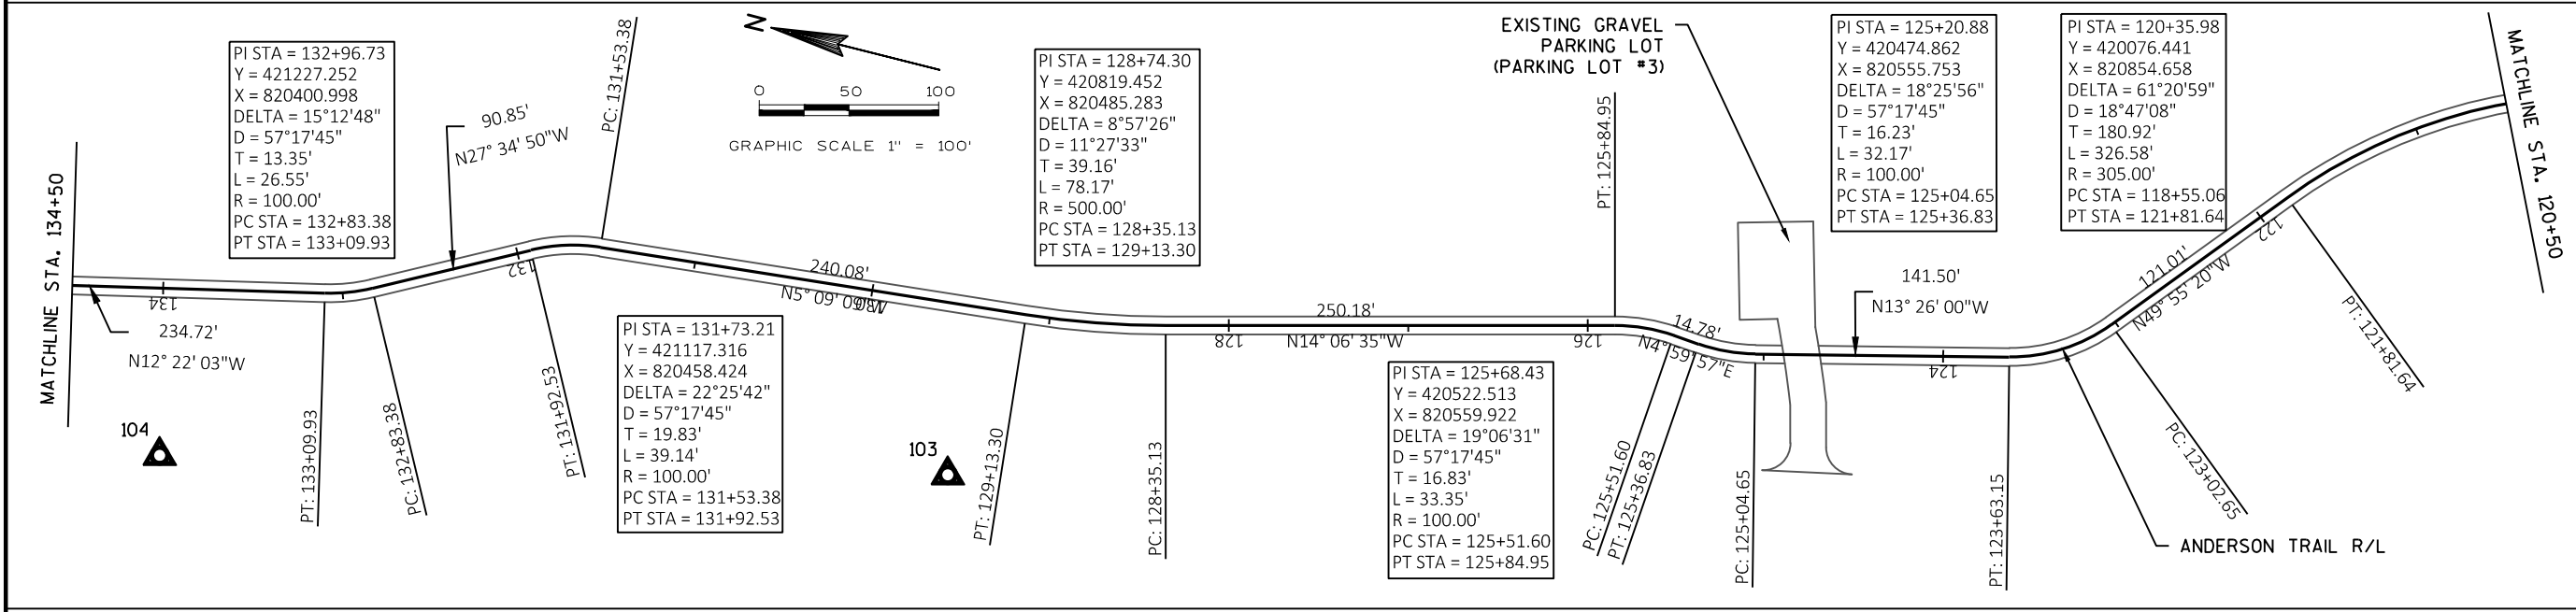 MATCHLINE STA. 134+50
PI STA = 132+96.73
Y = 421227.252
X = 820400.998
DELTA = 15°12'48"
D = 57°17'45"
T = 13.35'
L = 26.55'
R = 100.00'
PC STA = 132+83.38
PT STA = 133+09.93
90.85'
N27° 34' 50"W
PC: 131+53.38
N
0 50 100
GRAPHIC SCALE 1" = 100'
PI STA = 128+74.30
Y = 420819.452
X = 820485.283
DELTA = 8°57'26"
D = 11°27'33"
T = 39.16'
L = 78.17'
R = 500.00'
PC STA = 128+35.13
PT STA = 129+13.30
EXISTING GRAVEL
PARKING LOT
(PARKING LOT #3)
PT: 125+84.95
PI STA = 125+20.88
Y = 420474.862
X = 820555.753
DELTA = 18°25'56"
D = 57°17'45"
T = 16.23'
L = 32.17'
R = 100.00'
PC STA = 125+04.65
PT STA = 125+36.83
PI STA = 120+35.98
Y = 420076.441
X = 820854.658
DELTA = 61°20'59"
D = 18°47'08"
T = 180.92'
L = 326.58'
R = 305.00'
PC STA = 118+55.06
PT STA = 121+81.64
MATCHLINE STA. 120+50
134
234.72'
N12° 22' 03"W
132
240.08'
N5° 09' 09"W
130
128
250.18'
N14° 06' 35"W
126
14.78'
N4° 59' 57"E
141.50'
N13° 26' 00"W
124
121.01'
N49° 55' 20"W
122
104
PT: 133+09.93
PC: 132+83.38
PT: 131+92.53
PI STA = 131+73.21
Y = 421117.316
X = 820458.424
DELTA = 22°25'42"
D = 57°17'45"
T = 19.83'
L = 39.14'
R = 100.00'
PC STA = 131+53.38
PT STA = 131+92.53
103
PT: 129+13.30
PC: 128+35.13
PI STA = 125+68.43
Y = 420522.513
X = 820559.922
DELTA = 19°06'31"
D = 57°17'45"
T = 16.83'
L = 33.35'
R = 100.00'
PC STA = 125+51.60
PT STA = 125+84.95
PC: 125+51.60
PT: 125+36.83
PC: 125+04.65
PT: 123+63.15
PC: 123+02.65
PT: 121+81.64
ANDERSON TRAIL R/L